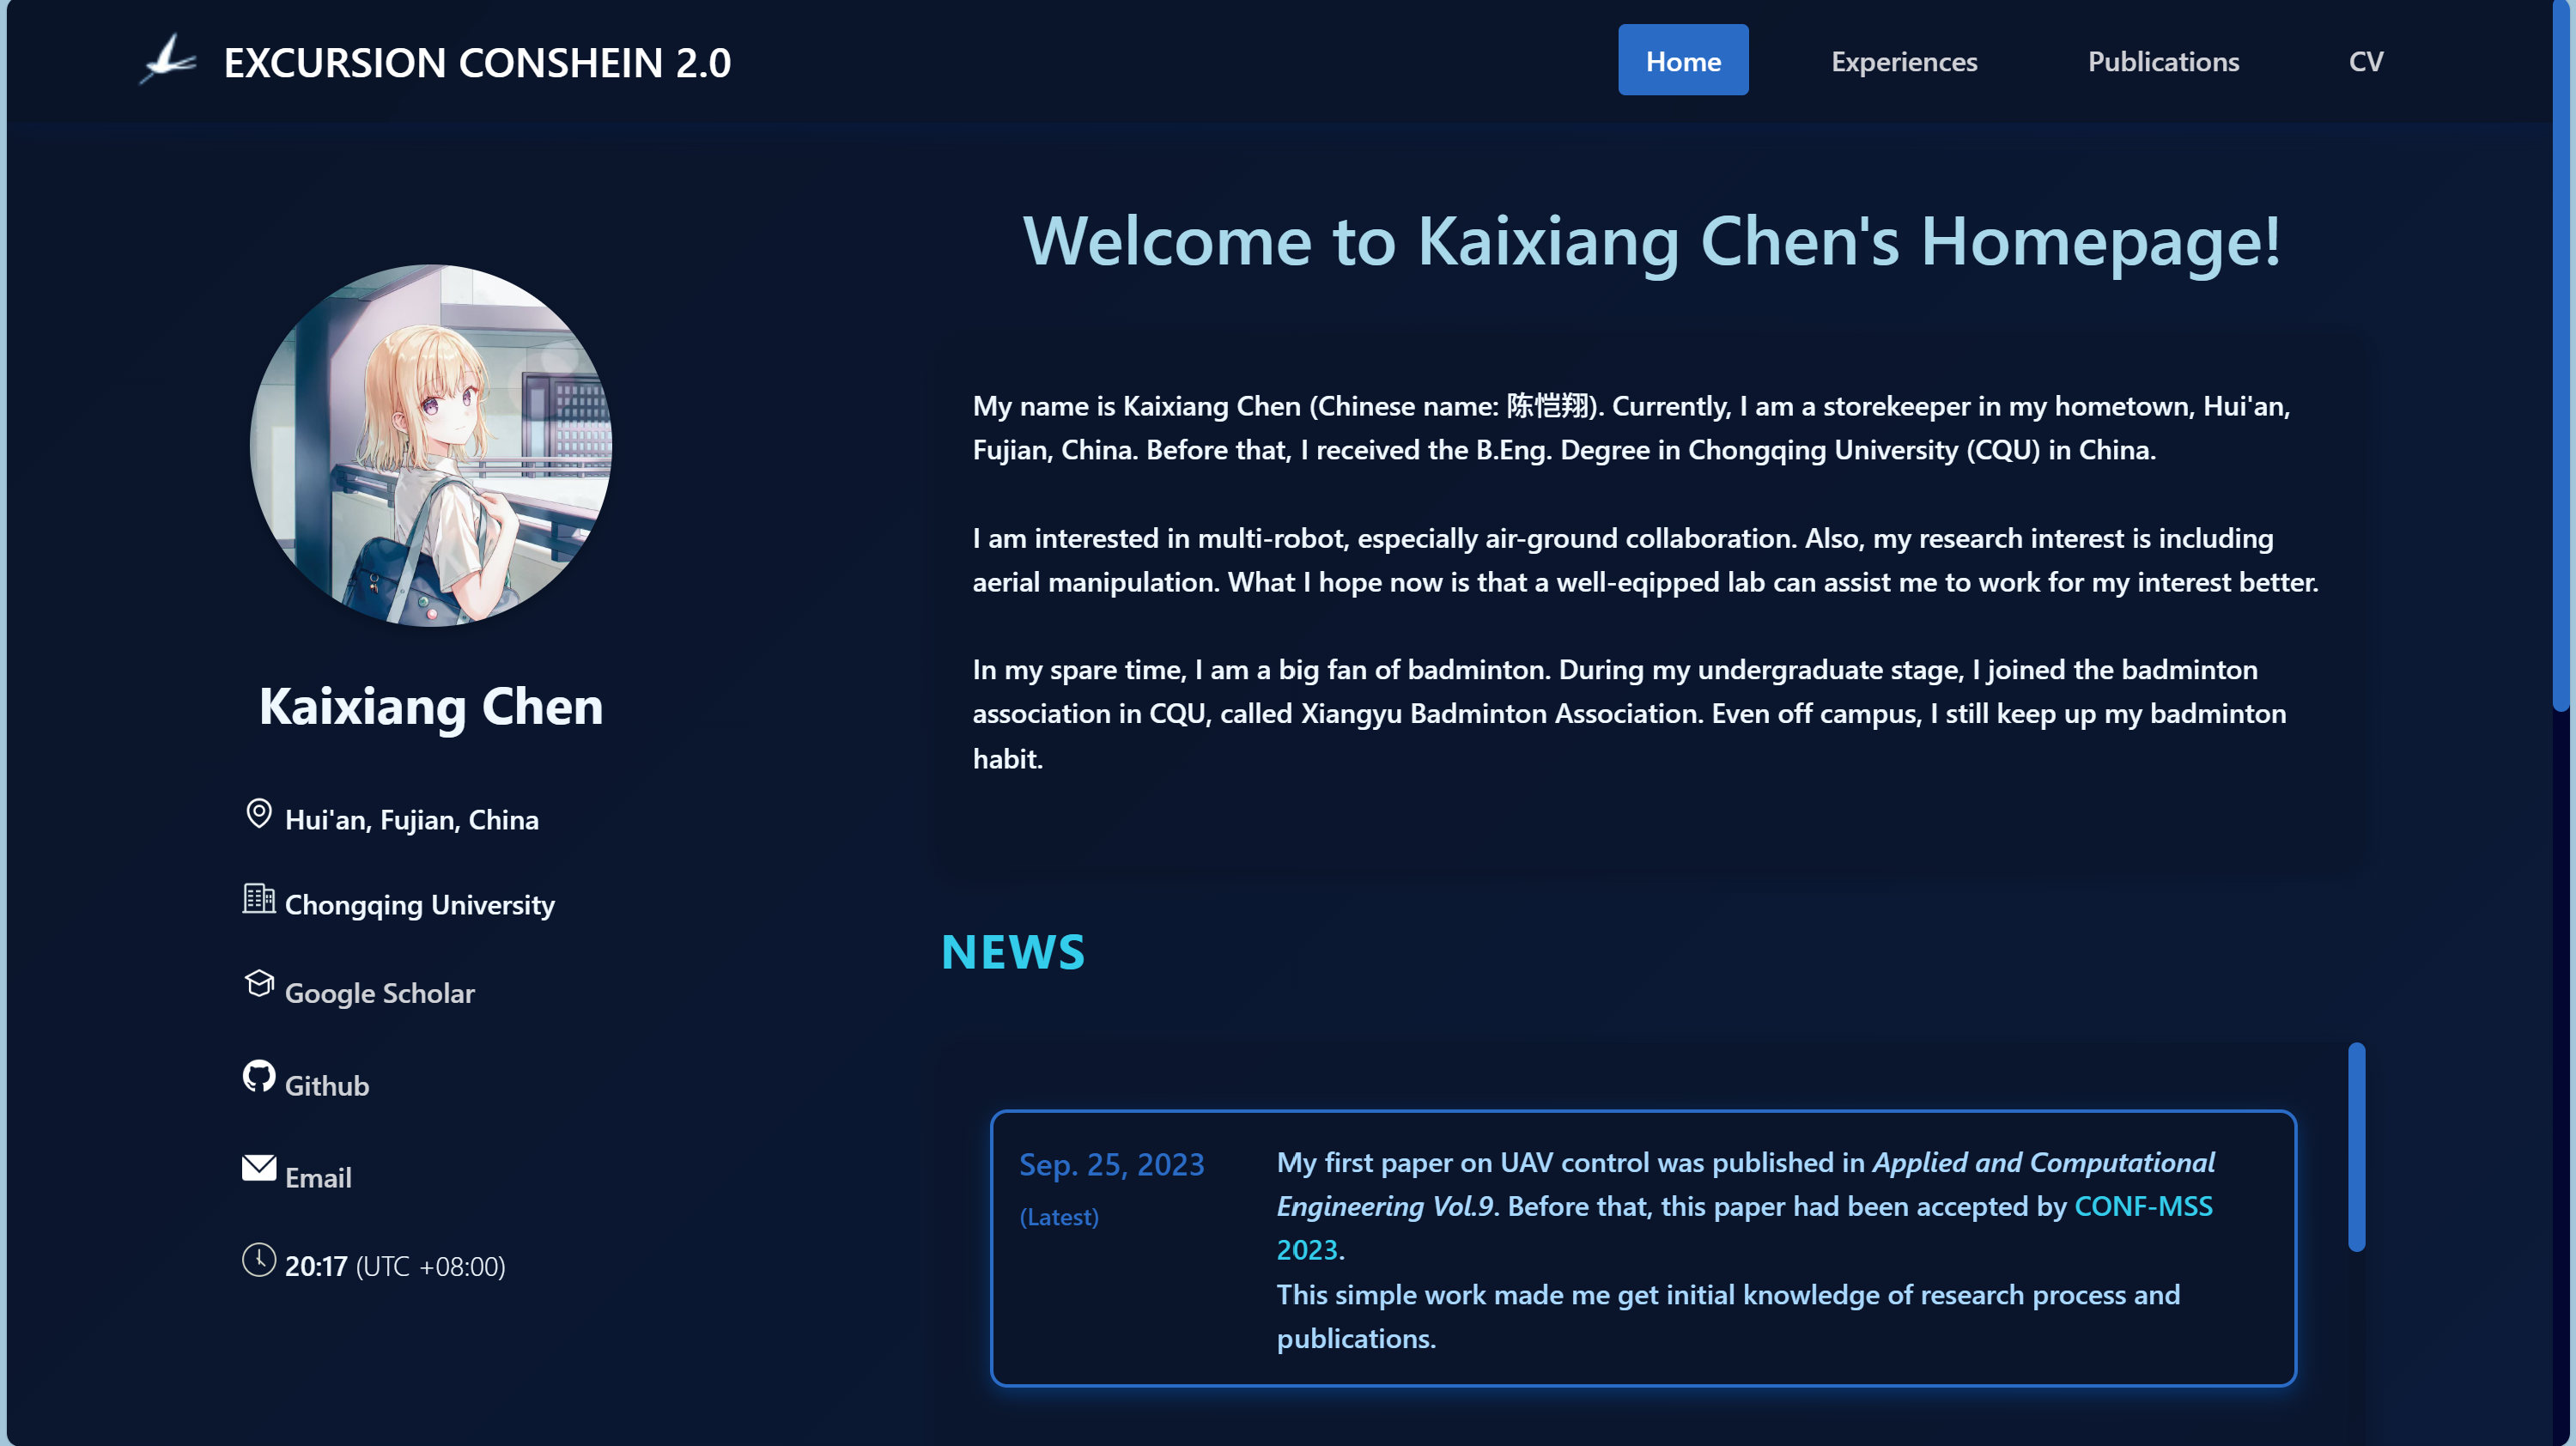 EXCURSION CONSHEIN 2.0
Home
Experiences
Publications
CV
Kaixiang Chen
Hui'an, Fujian, China
Chongqing University
Google Scholar
Github
Email
20:17 (UTC +08:00)
Welcome to Kaixiang Chen's Homepage!
My name is Kaixiang Chen (Chinese name: 陈恺翔). Currently, I am a storekeeper in my hometown, Hui'an,
Fujian, China. Before that, I received the B.Eng. Degree in Chongqing University (CQU) in China.
I am interested in multi-robot, especially air-ground collaboration. Also, my research interest is including
aerial manipulation. What I hope now is that a well-eqipped lab can assist me to work for my interest better.
In my spare time, I am a big fan of badminton. During my undergraduate stage, I joined the badminton
association in CQU, called Xiangyu Badminton Association. Even off campus, I still keep up my badminton
habit.
NEWS
Sep. 25, 2023
(Latest)
My first paper on UAV control was published in Applied and Computational
Engineering Vol.9. Before that, this paper had been accepted by CONF-MSS
2023.
This simple work made me get initial knowledge of research process and
publications.